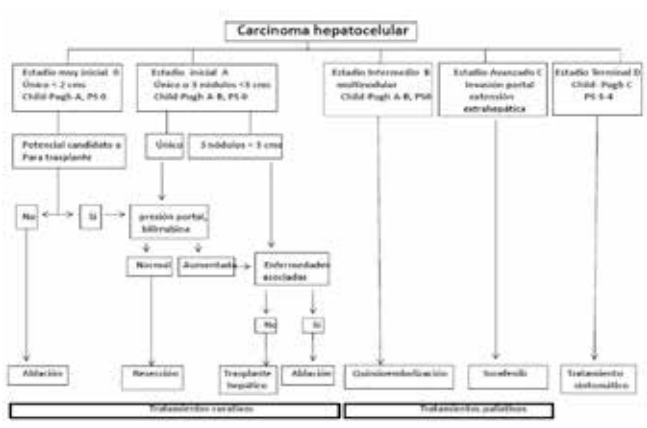 Carcinoma hepatocelular
Estadio muy inicial 0
Único < 2 cms
Child-Pugh A, PS 0
Estadio inicial A
Único o 3 nódulos <3 cms
Child-Pugh A-B, PS 0
Estadio Intermedio B
multinodular
Child-Pugh A-B, PS0
Estadio Avanzado C
Invasión portal
extensión
extrahepática
Estadio Terminal D
Child- Pugh C
PS 3-4
Potencial candidato a
Para trasplante
Único
3 nódulos < 3 cms
No
Si
presión portal,
bilirrubina
Normal
Aumentada
Enfermedades
asociadas
No
Si
Ablación
Resección
Trasplante
hepático
Ablación
Quimioembolización
Sorafenib
Tratamiento
sintomático
Tratamientos curativos
Tratamientos paliativos